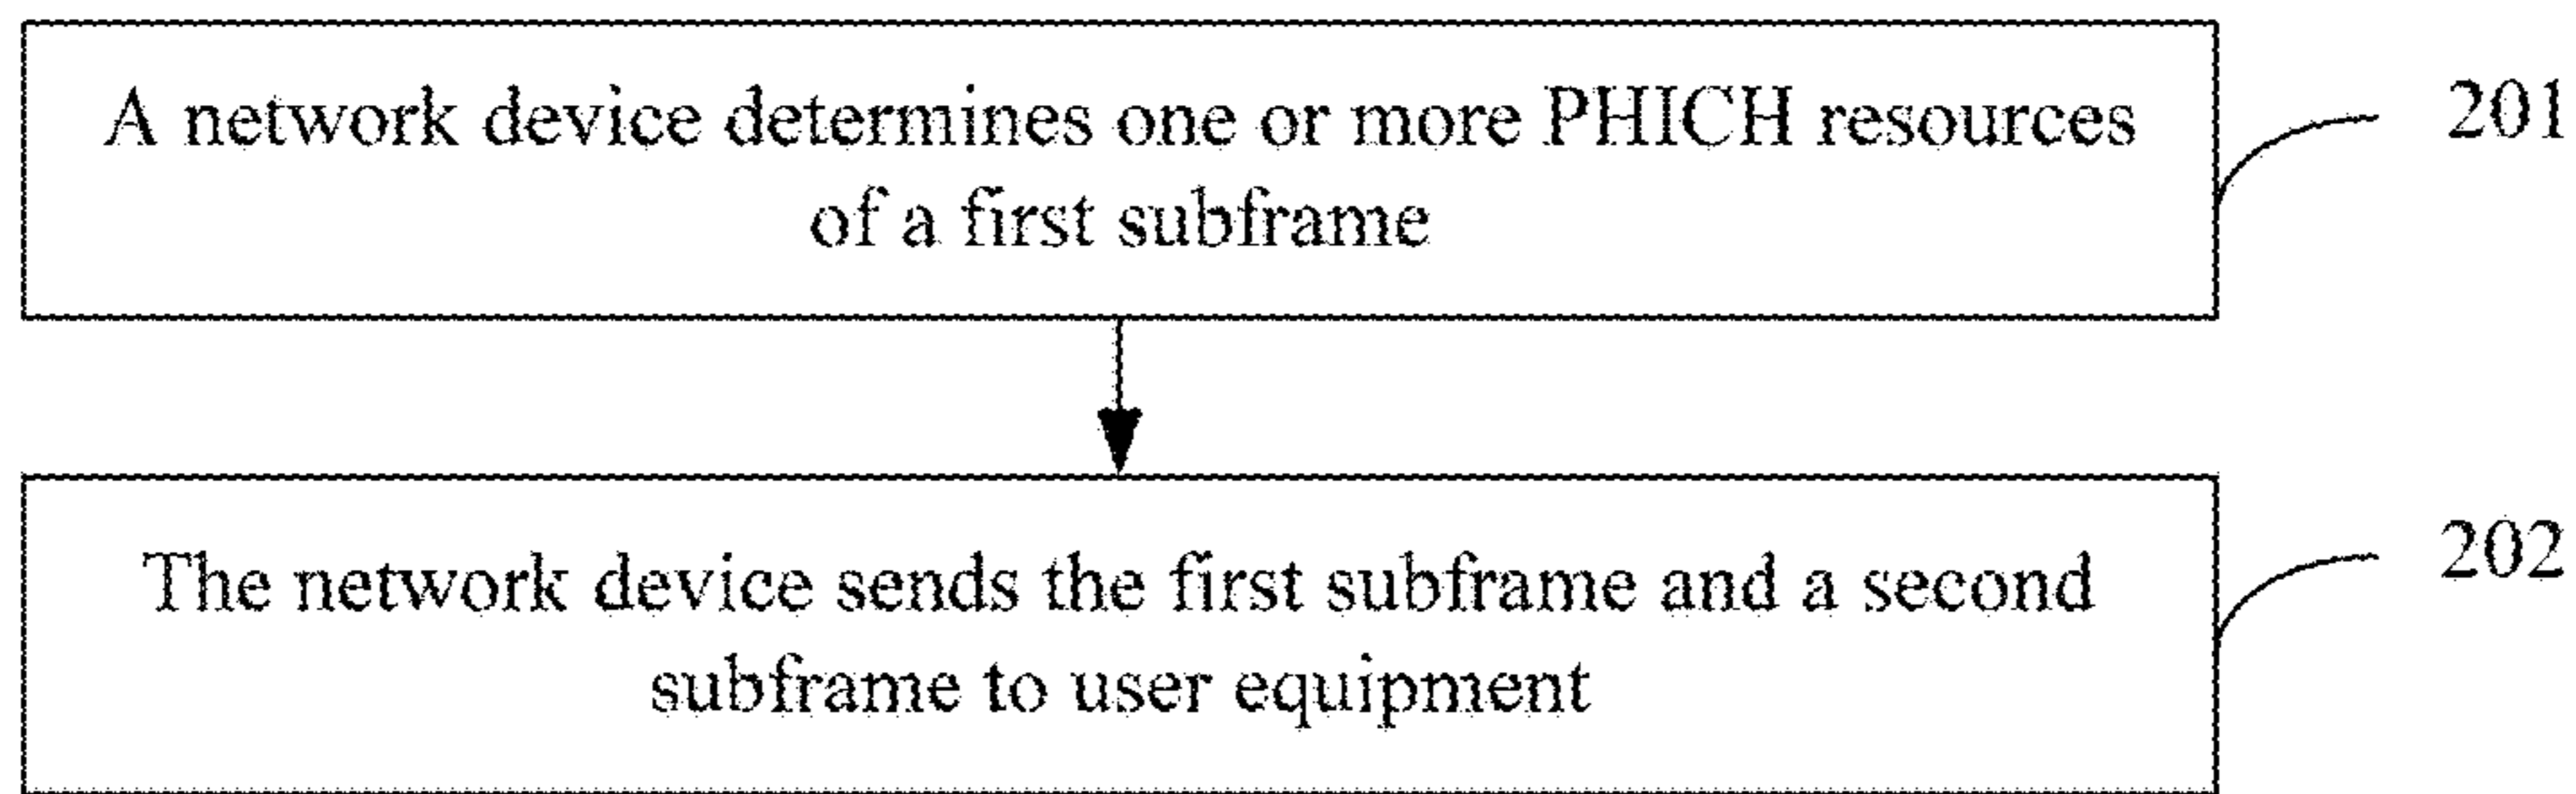 A network device determines one or more PHICH resources
of a first subframe
201
The network device sends the first subframe and a second
subframe to user equipment
202